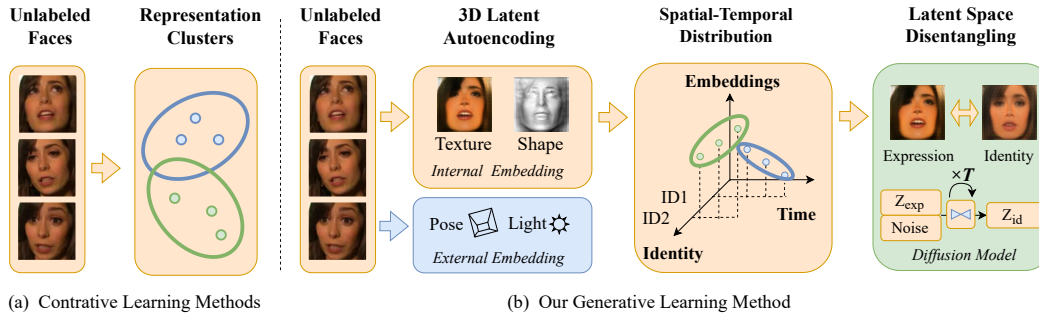 Unlabeled
Faces
Representation
Clusters
Unlabeled
Faces
3D Latent
Autoencoding
Spatial-Temporal
Distribution
Latent Space
Disentangling
Texture
Shape
Internal Embedding
Pose
Light
External Embedding
Embeddings
ID1
ID2
Time
Identity
Expression
Identity
×T
Z_exp
Noise
Z_id
Diffusion Model
(a) Contrative Learning Methods
(b) Our Generative Learning Method